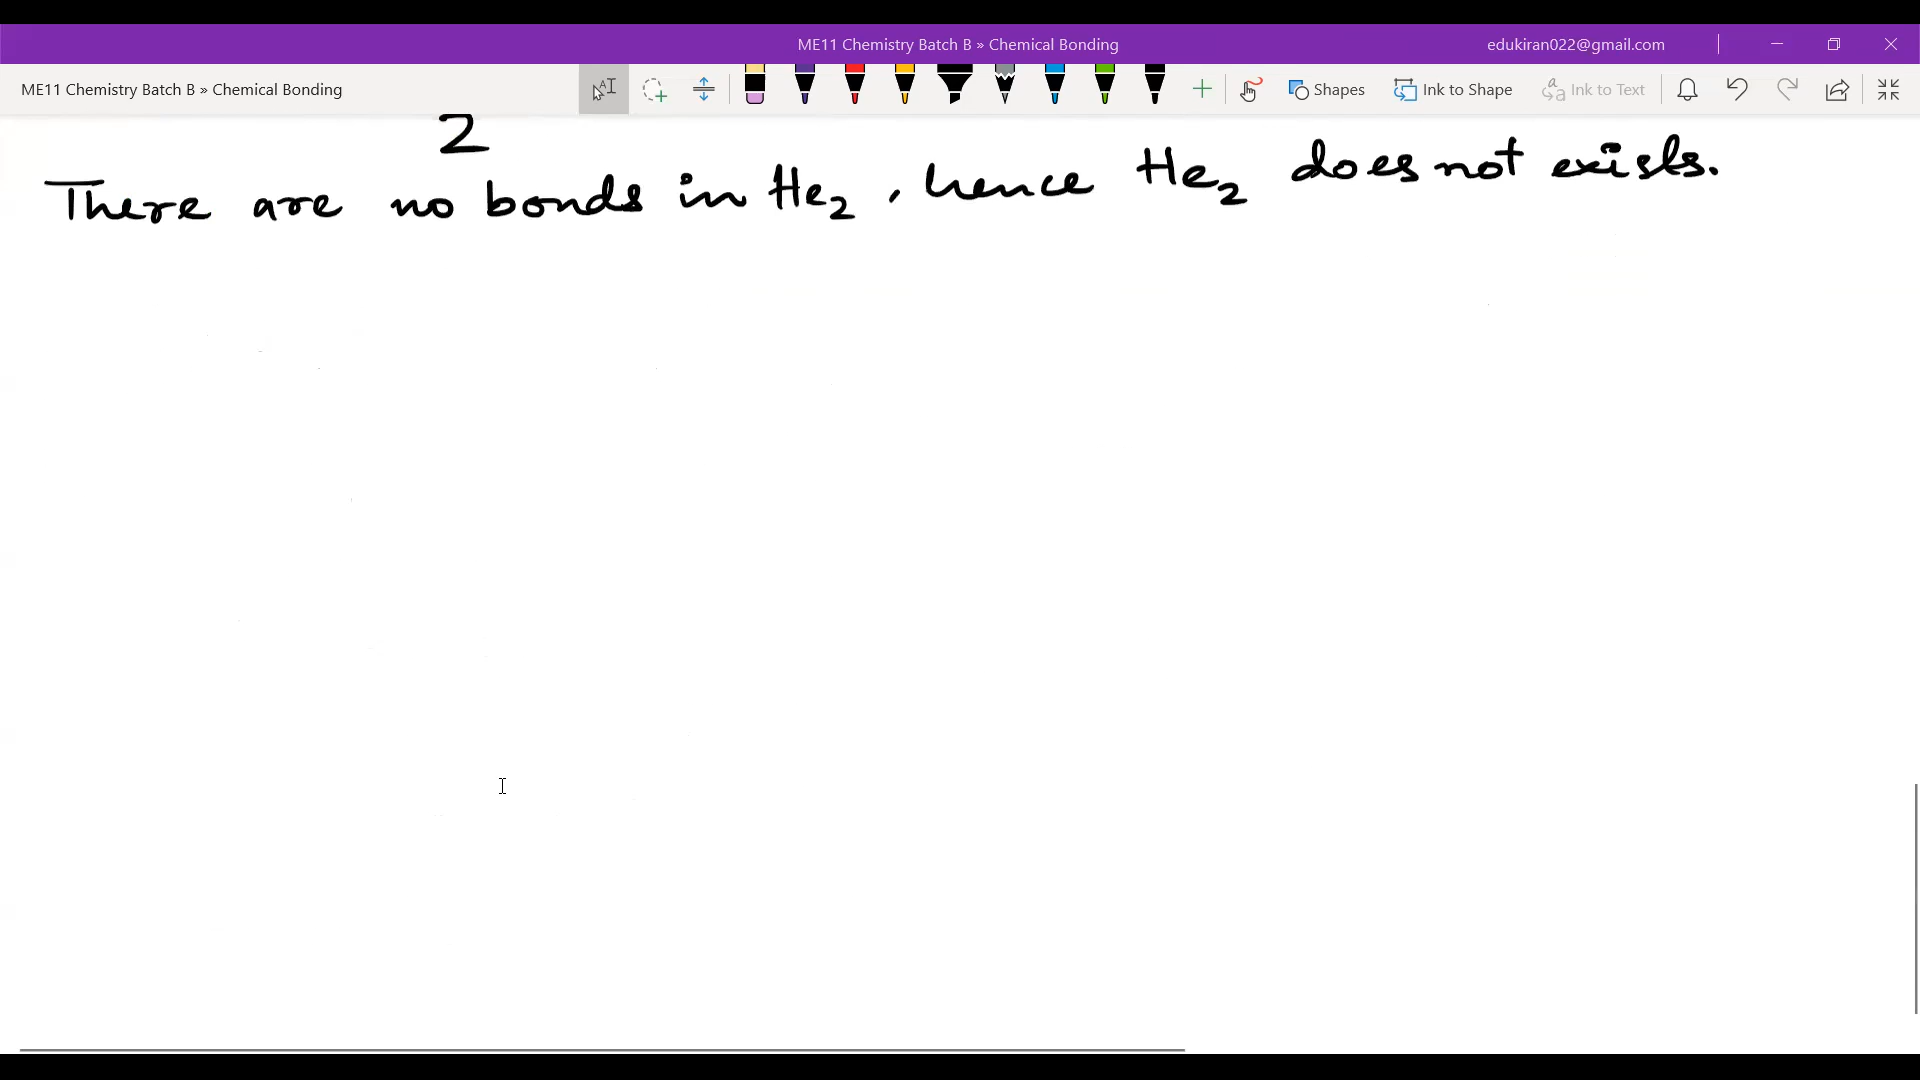 ME11 Chemistry Batch B » Chemical Bonding
edukiran022@gmail.com
ME11 Chemistry Batch B » Chemical Bonding
Shapes
Ink to Shape
Ink to Text
2
There are no bonds in He₂, hence He₂ does not exists.